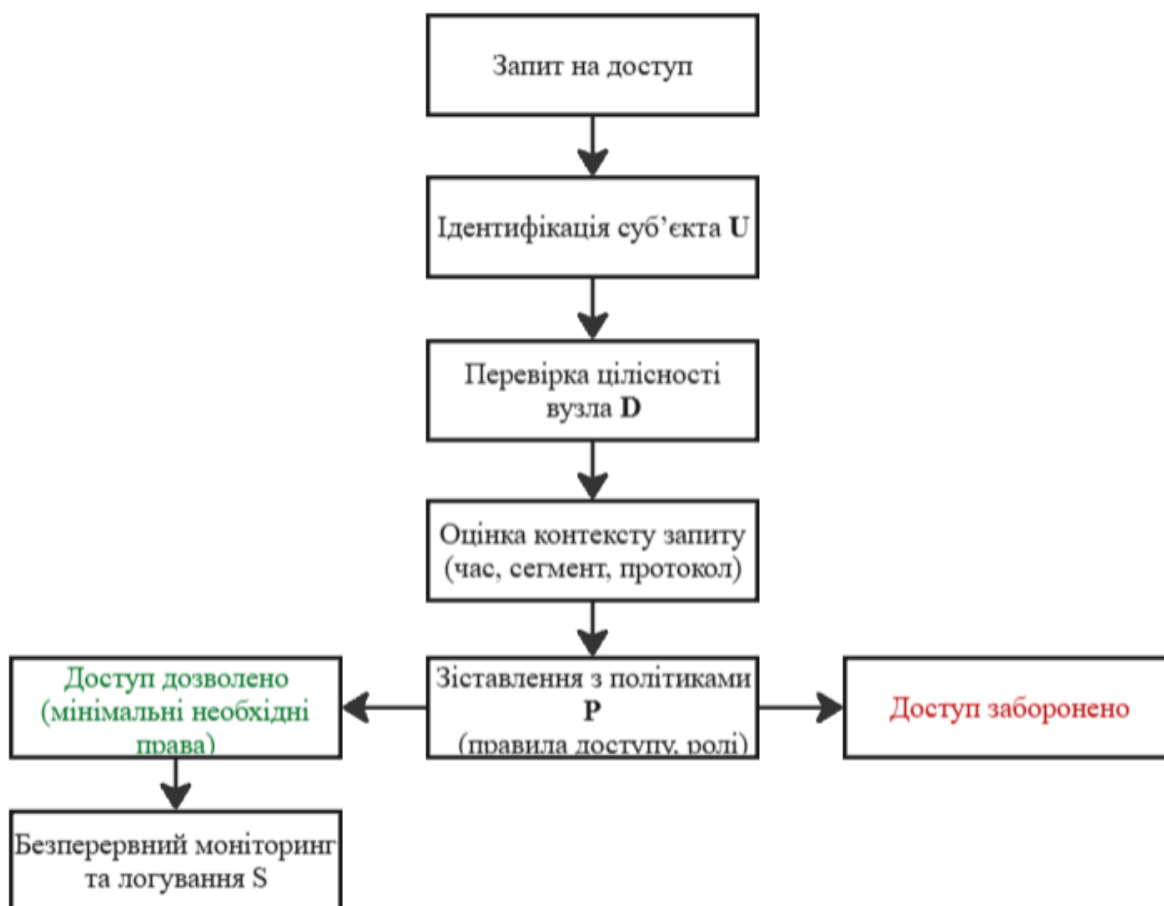 Запит на доступ
Ідентифікація суб’єкта U
Перевірка цілісності
вузла D
Оцінка контексту запиту
(час, сегмент, протокол)
Доступ дозволено
(мінімальні необхідні
права)
Зіставлення з політиками
P
(правила доступу, ролі)
Доступ заборонено
Безперервний моніторинг
та логування S